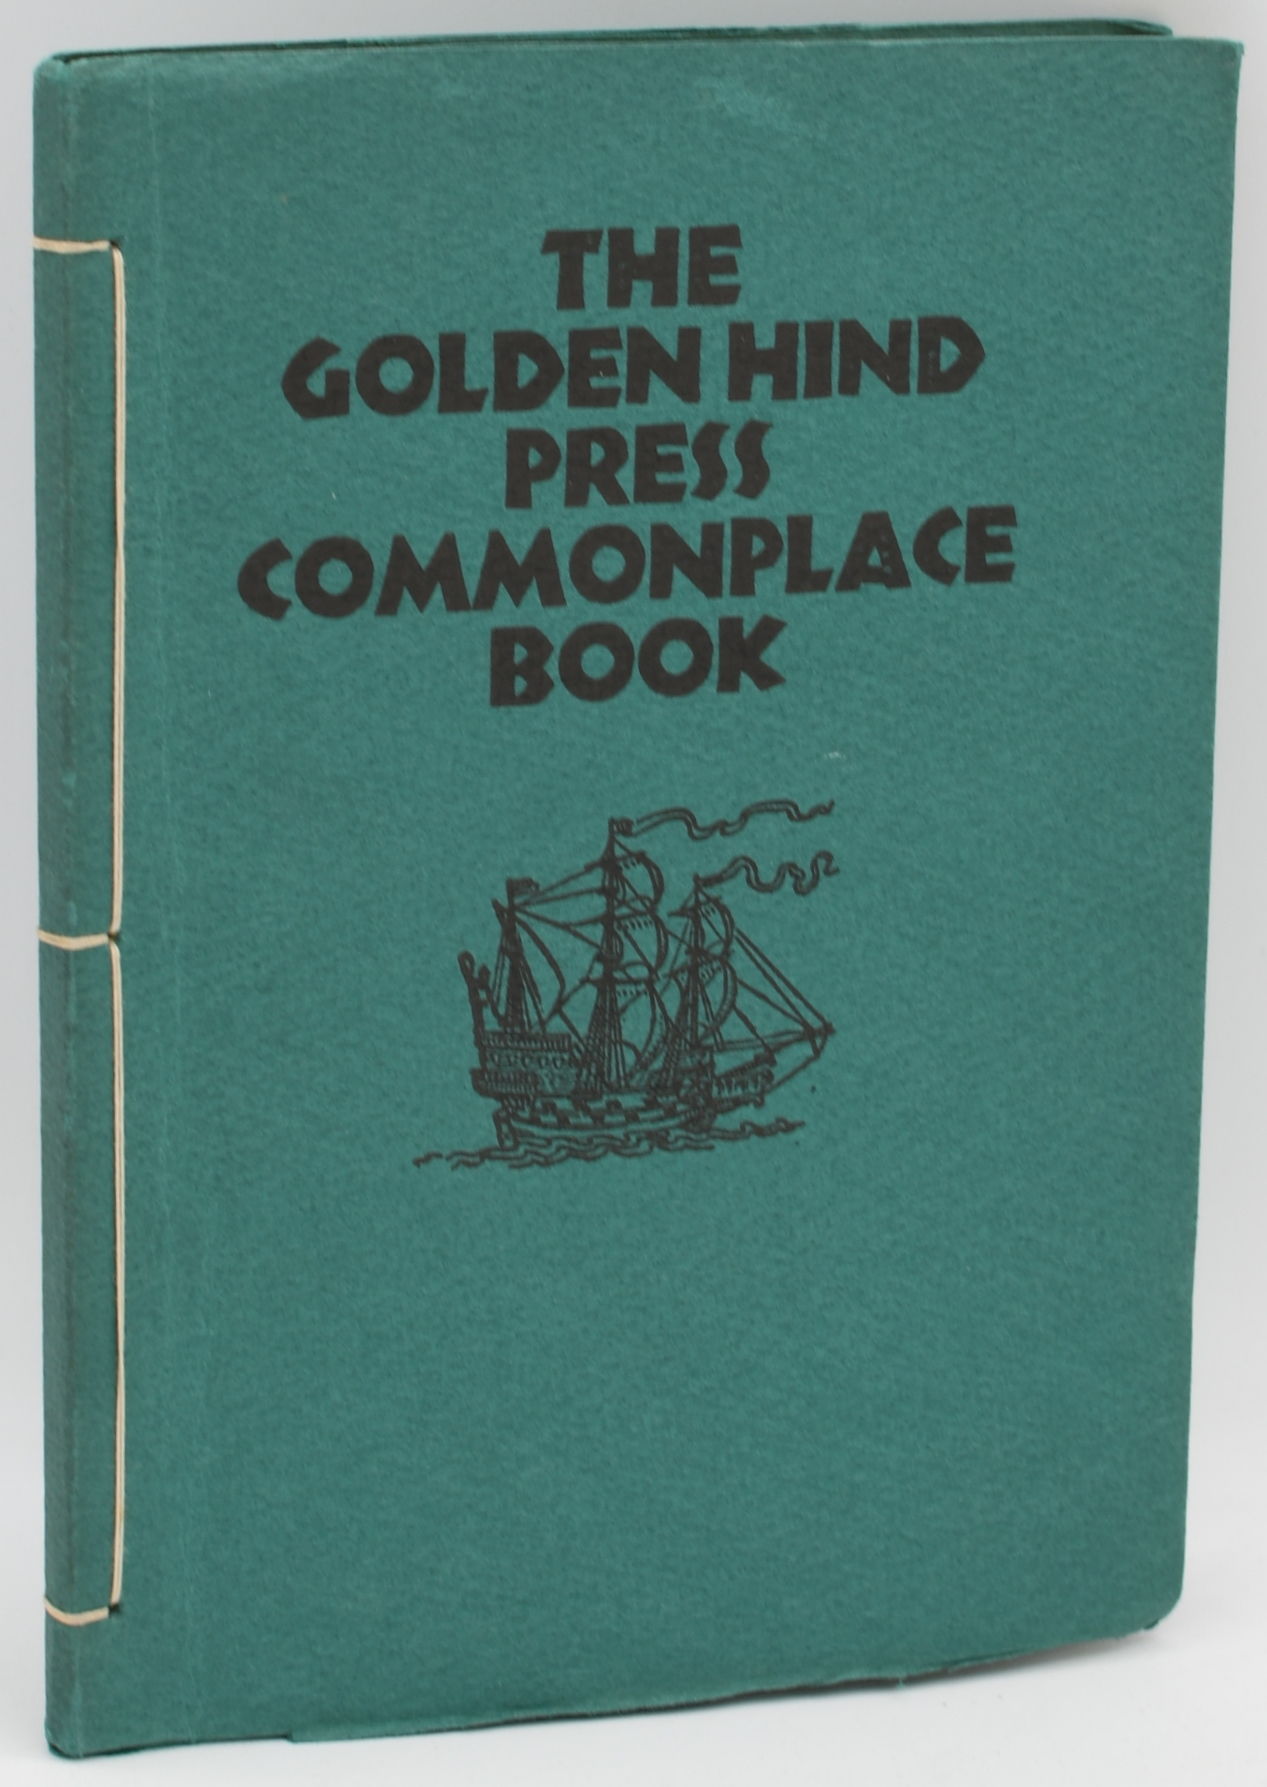 THE
GOLDEN HIND
PRESS
COMMONPLACE
BOOK